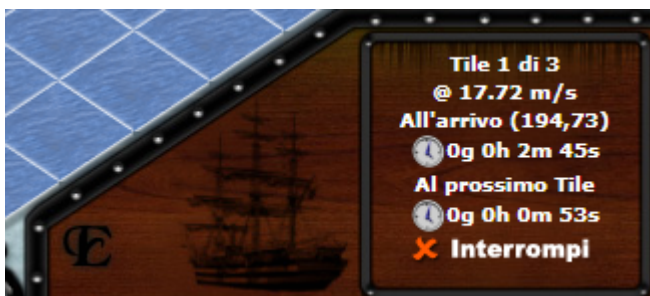 Tile 1 di 3
@ 17.72 m/s
All'arrivo (194,73)
0g 0h 2m 45s
Al prossimo Tile
0g 0h 0m 53s
Interrompi